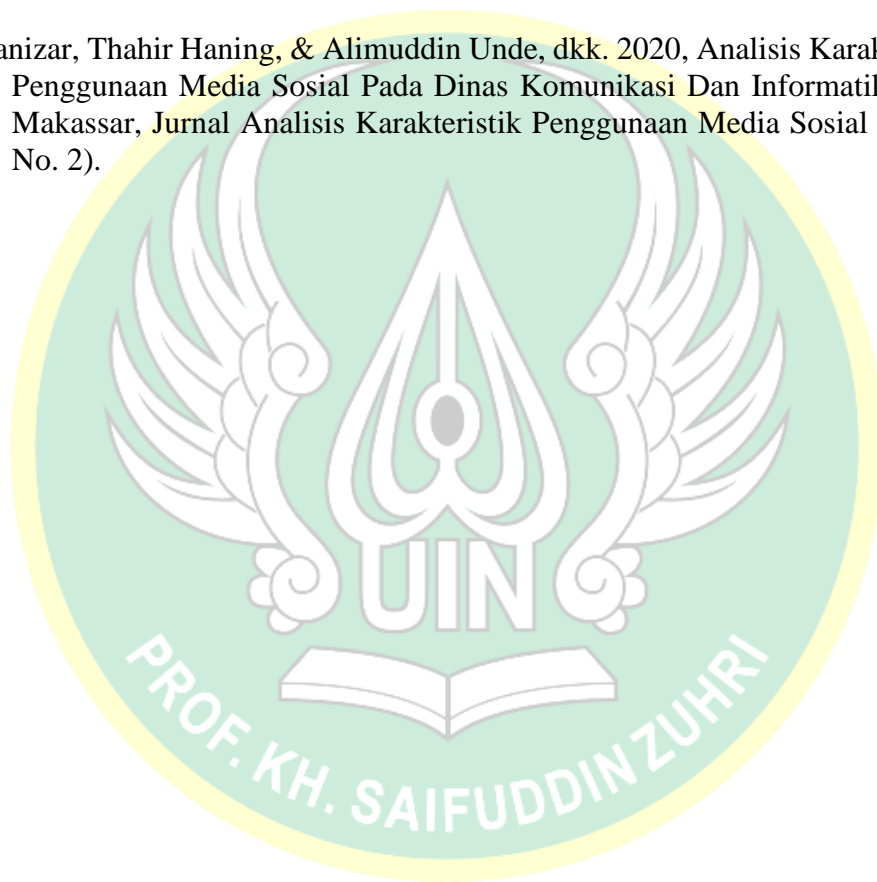 anizar, Thahir Haning, & Alimuddin Unde, dkk. 2020, Analisis Karak
Penggunaan Media Sosial Pada Dinas Komunikasi Dan Informatik
Makassar, Jurnal Analisis Karakteristik Penggunaan Media Sosial
No. 2).
UIN
PROF. KH. SAIFUDDIN ZUHRI